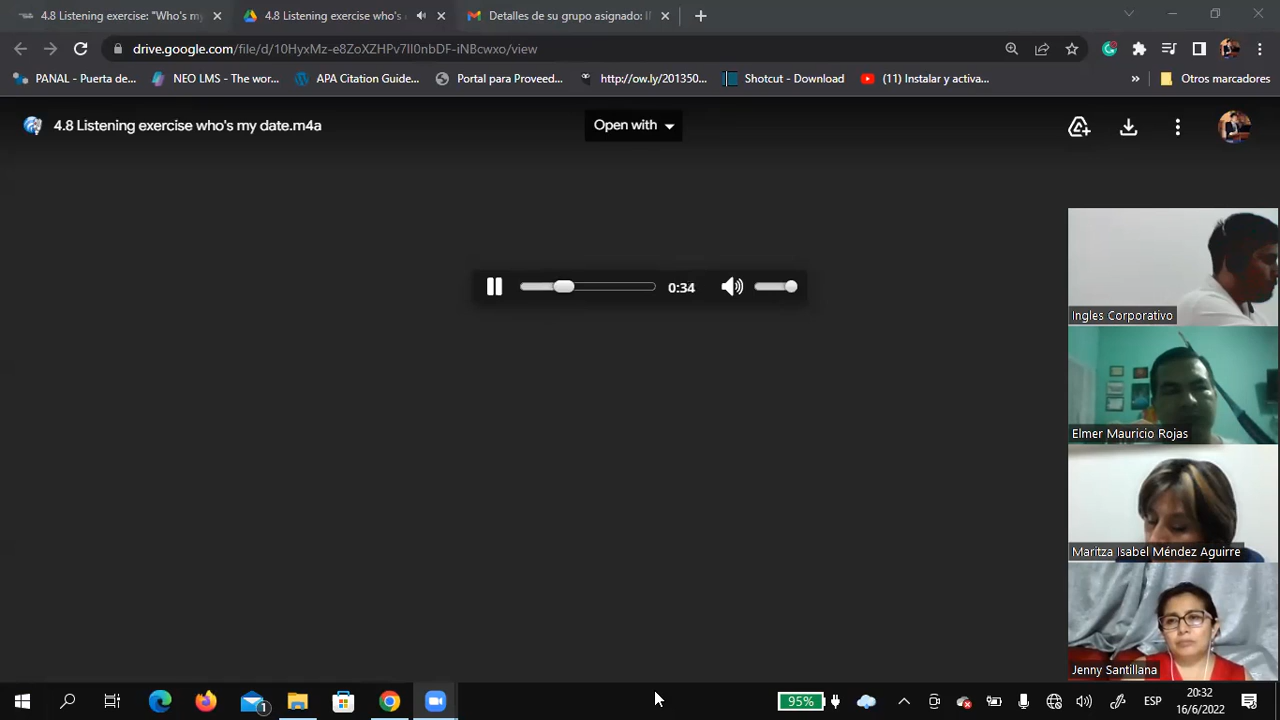 4.8 Listening exercise: "Who's my
4.8 Listening exercise who's
Detalles de su grupo asignado: I
drive.google.com/file/d/10HyxMz-e8ZoXZHPv7Il0nbDF-iNBcwxo/view
PANAL - Puerta de...
NEO LMS - The wor...
APA Citation Guide...
Portal para Proveed...
http://ow.ly/201350...
Shotcut - Download
(11) Instalar y activa...
»
Otros marcadores
4.8 Listening exercise who's my date.m4a
Open with
0:34
Ingles Corporativo
Elmer Mauricio Rojas
Maritza Isabel Méndez Aguirre
Jenny Santillana
1
95%
ESP
20:32
16/6/2022